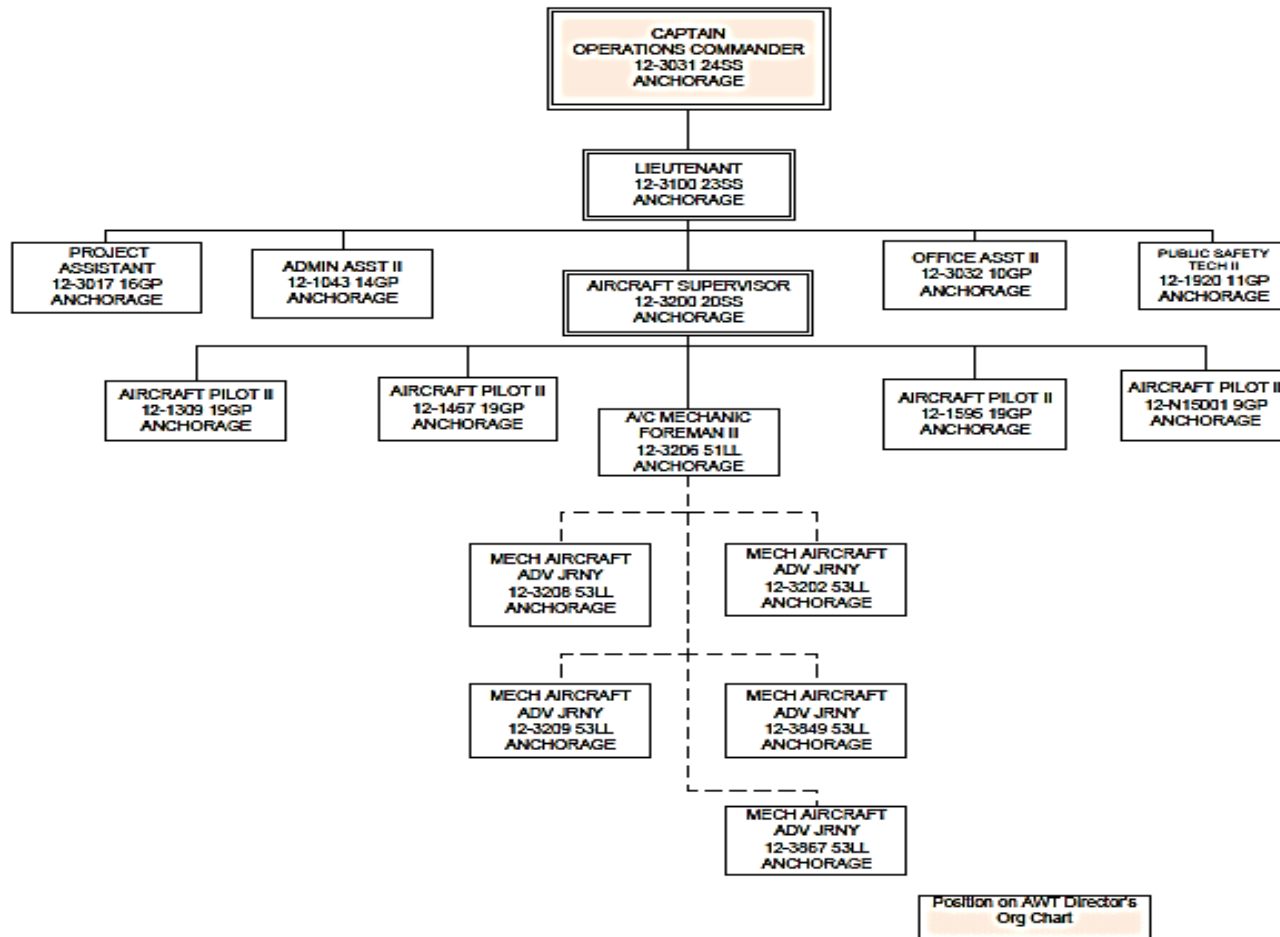 CAPTAIN
OPERATIONS COMMANDER
12-3031 24SS
ANCHORAGE
LIEUTENANT
12-3100 23SS
ANCHORAGE
PROJECT
ASSISTANT
12-3017 16GP
ANCHORAGE
ADMIN ASST II
12-1043 14GP
ANCHORAGE
AIRCRAFT SUPERVISOR
12-3200 20SS
ANCHORAGE
OFFICE ASST II
12-3032 10GP
ANCHORAGE
PUBLIC SAFETY
TECH II
12-1920 11GP
ANCHORAGE
AIRCRAFT PILOT II
12-1309 19GP
ANCHORAGE
AIRCRAFT PILOT II
12-1467 19GP
ANCHORAGE
A/C MECHANIC
FOREMAN II
12-3206 51LL
ANCHORAGE
AIRCRAFT PILOT II
12-1595 19GP
ANCHORAGE
AIRCRAFT PILOT II
12-N15001 9GP
ANCHORAGE
MECH AIRCRAFT
ADV JRNY
12-3208 53LL
ANCHORAGE
MECH AIRCRAFT
ADV JRNY
12-3202 53LL
ANCHORAGE
MECH AIRCRAFT
ADV JRNY
12-3209 53LL
ANCHORAGE
MECH AIRCRAFT
ADV JRNY
12-3849 53LL
ANCHORAGE
MECH AIRCRAFT
ADV JRNY
12-3867 53LL
ANCHORAGE
Position on AWT Director's
Org Chart